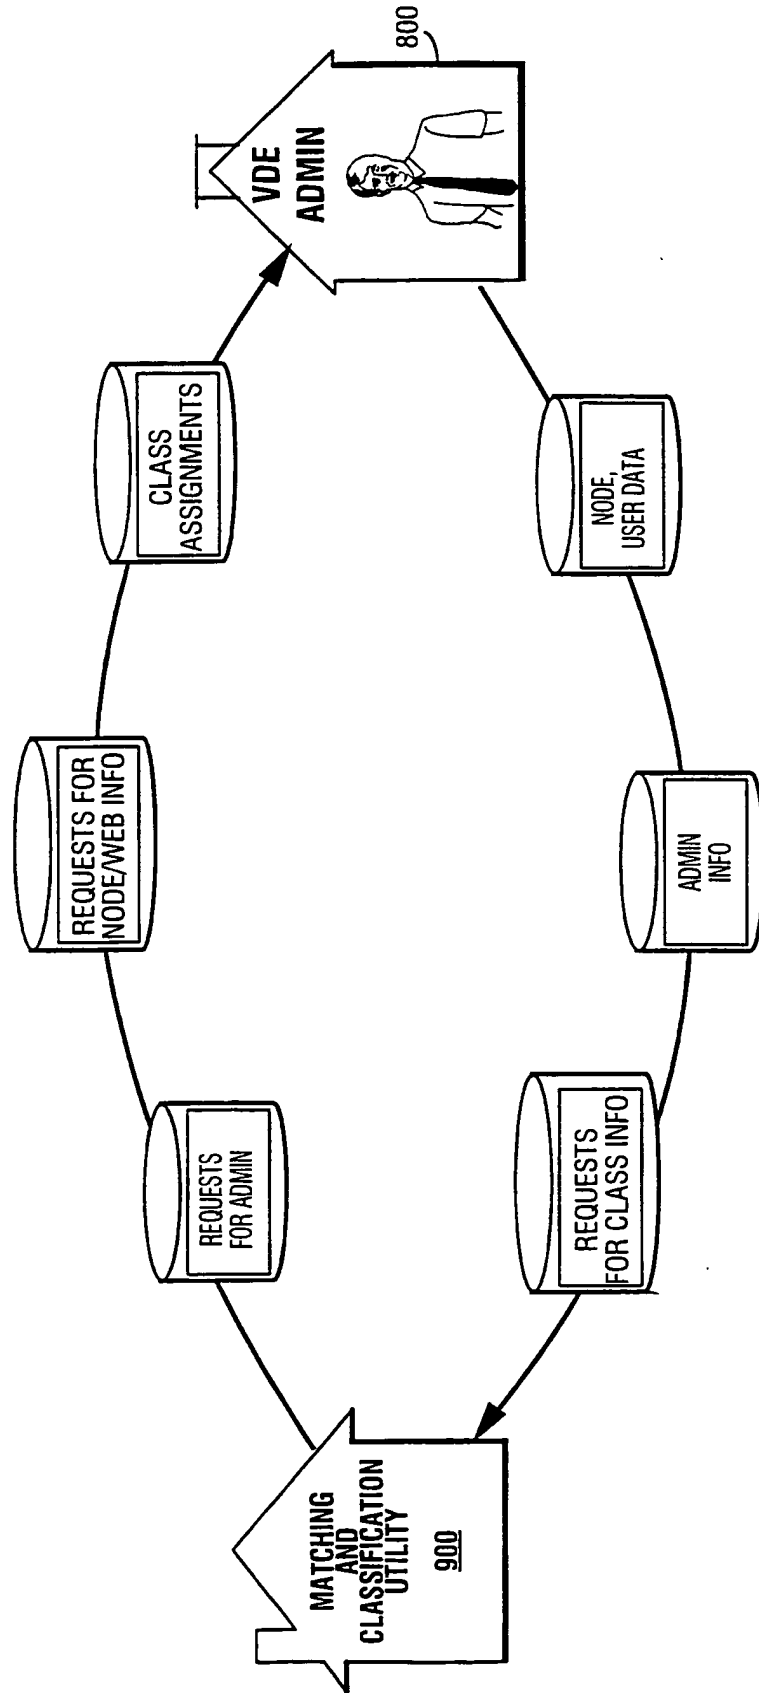 MATCHING
AND
CLASSIFICATION
UTILITY
900
REQUESTS
FOR ADMIN
REQUESTS FOR
NODE/WEB INFO
CLASS
ASSIGNMENTS
VDE
ADMIN
800
NODE,
USER DATA
ADMIN
INFO
REQUESTS
FOR CLASS INFO